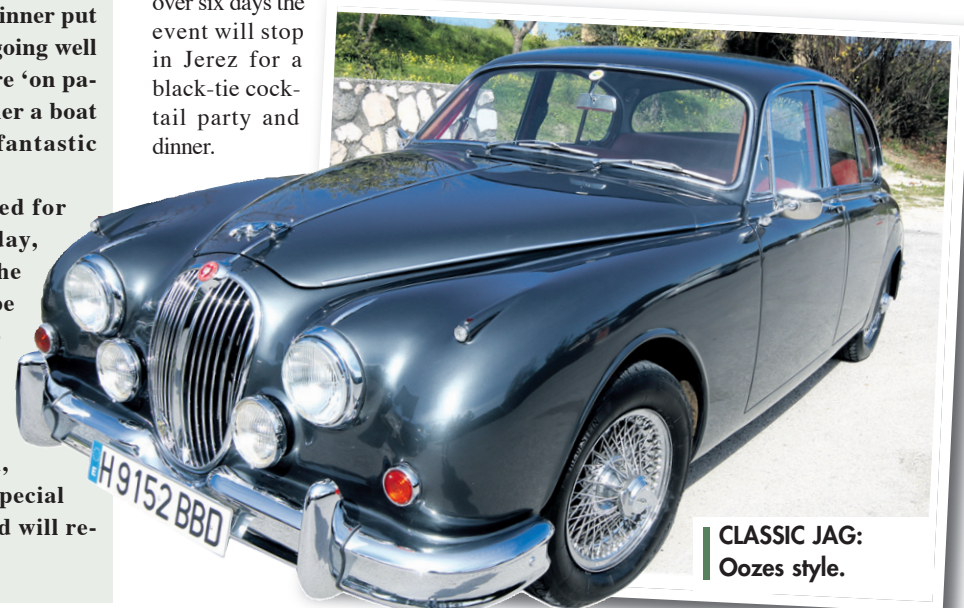 inner put
going well
re ‘on pa-
er a boat
fantastic
ed for
lay,
he
be
,
pecial
d will re-
over six days the
event will stop
in Jerez for a
black-tie cock-
tail party and
dinner.
E
H 9152 BBD
CLASSIC JAG:
Oozes style.